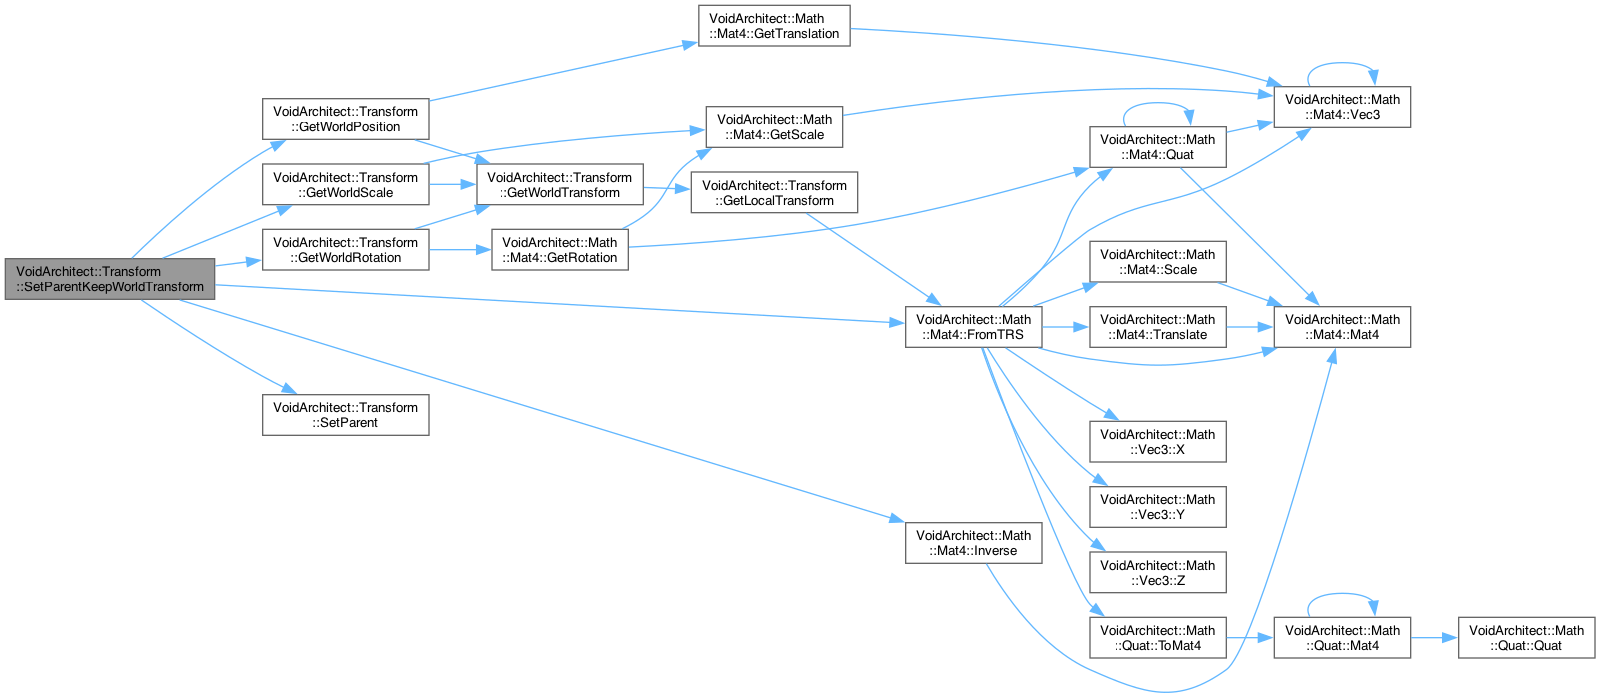 VoidArchitect::Transform
::SetParentKeepWorldTransform
VoidArchitect::Transform
::GetWorldPosition
VoidArchitect::Transform
::GetWorldScale
VoidArchitect::Transform
::GetWorldRotation
VoidArchitect::Transform
::SetParent
VoidArchitect::Transform
::GetWorldTransform
VoidArchitect::Math
::Mat4::GetRotation
VoidArchitect::Math
::Mat4::GetTranslation
VoidArchitect::Math
::Mat4::GetScale
VoidArchitect::Transform
::GetLocalTransform
VoidArchitect::Math
::Mat4::FromTRS
VoidArchitect::Math
::Mat4::Inverse
VoidArchitect::Math
::Mat4::Quat
VoidArchitect::Math
::Mat4::Scale
VoidArchitect::Math
::Mat4::Translate
VoidArchitect::Math
::Vec3::X
VoidArchitect::Math
::Vec3::Y
VoidArchitect::Math
::Vec3::Z
VoidArchitect::Math
::Quat::ToMat4
VoidArchitect::Math
::Mat4::Vec3
VoidArchitect::Math
::Mat4::Mat4
VoidArchitect::Math
::Quat::Mat4
VoidArchitect::Math
::Quat::Quat